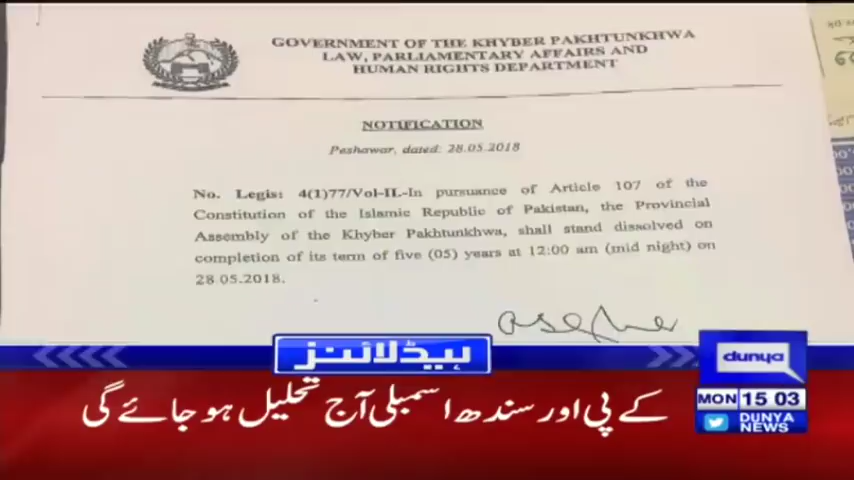 GOVERNMENT OF THE KHYBER PAKHTUNKHWA
LAW, PARLIAMENTARY AFFAIRS AND
HUMAN RIGHTS DEPARTMENT
NOTIFICATION
Peshawar, dated: 28.05.2018
No. Legis: 4(1)77/Vol-II.-In pursuance of Article 107 of the
Constitution of the Islamic Republic of Pakistan, the Provincial
Assembly of the Khyber Pakhtunkhwa, shall stand dissolved on
completion of its term of five (05) years at 12:00 am (mid night) on
28.05.2018.
ہیڈلائنز
کے پی اور سندھ اسمبلی آج تحلیل ہو جائے گی
dunya
MON 15 03
DUNYA
NEWS